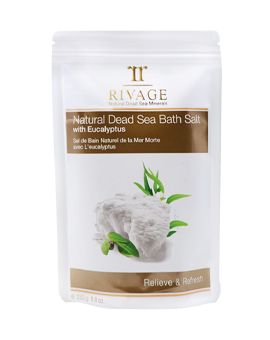 RIVAGE
Natural Dead Sea Minerals
Natural Dead Sea Bath Salt
with Eucalyptus
Sel de Bain Naturel de la Mer Morte
avec L'eucalyptus
Relieve & Refresh